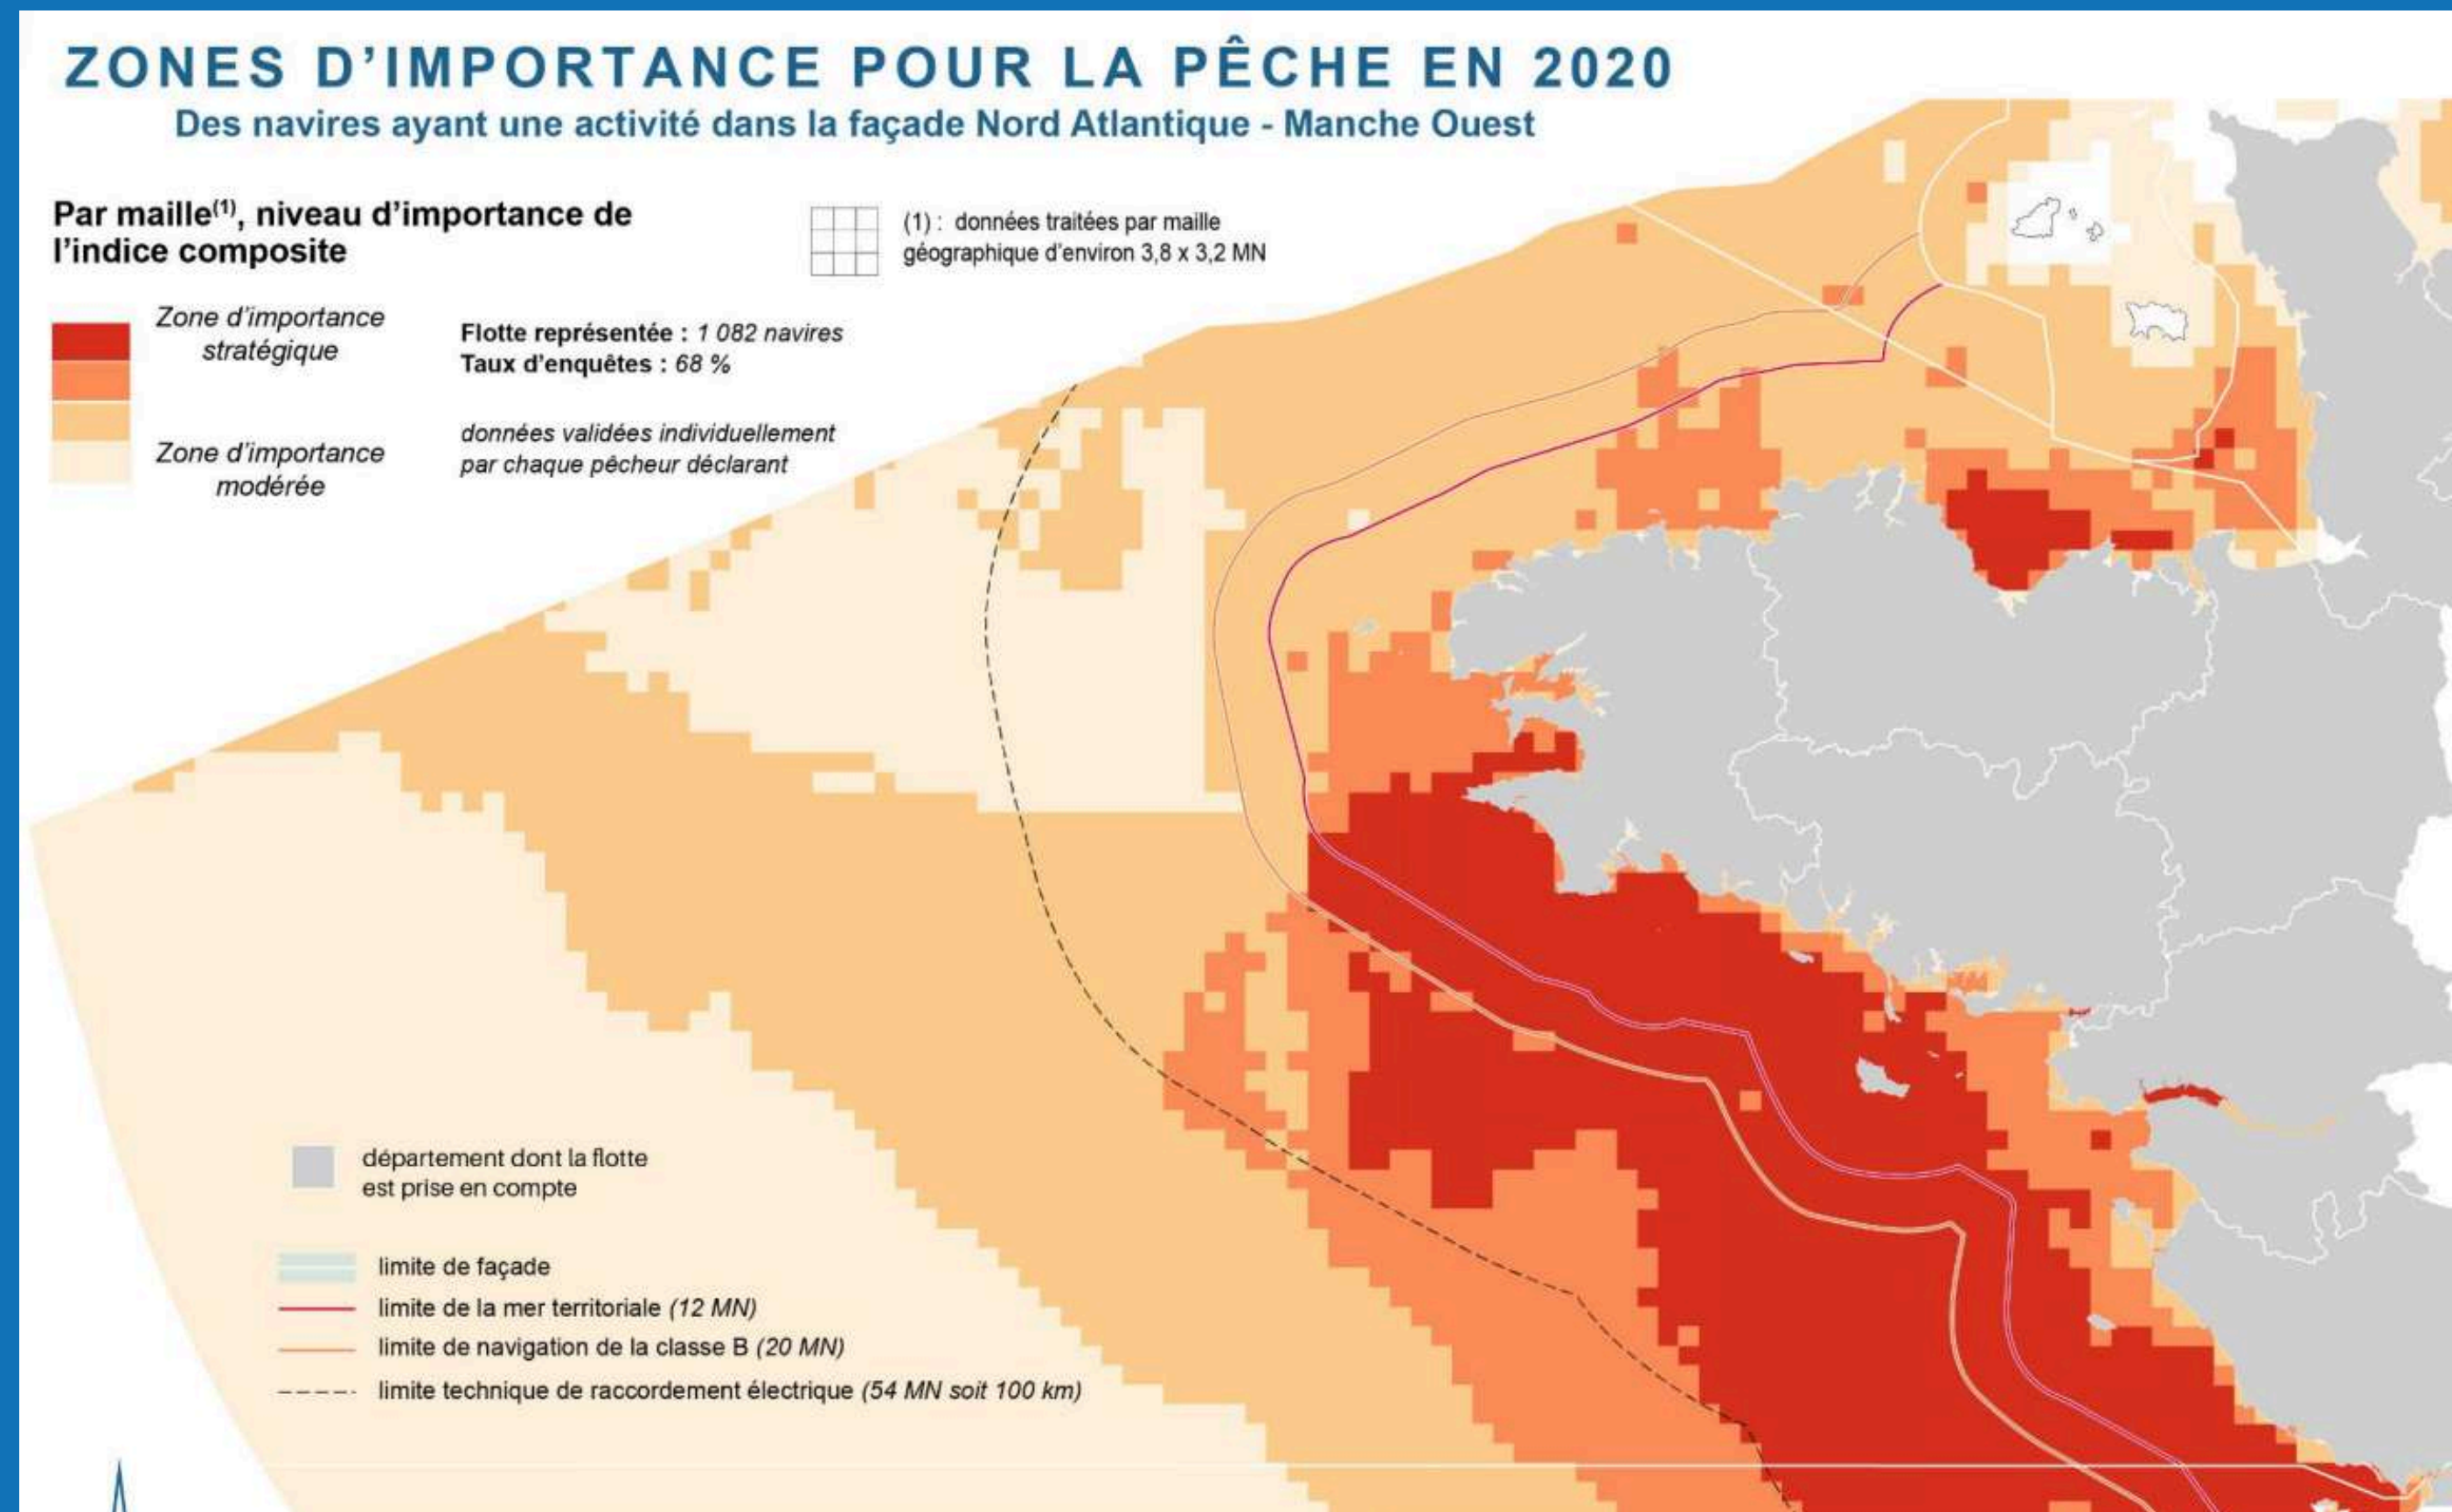 ZONES D'IMPORTANCE POUR LA PÊCHE EN 2020
Des navires ayant une activité dans la façade Nord Atlantique - Manche Ouest
Par maille(1), niveau d'importance de
l'indice composite
(1) : données traitées par maille
géographique d'environ 3,8 x 3,2 MN
Zone d'importance
stratégique
Zone d'importance
modérée
Flotte représentée : 1 082 navires
Taux d'enquêtes : 68 %
données validées individuellement
par chaque pêcheur déclarant
département dont la flotte
est prise en compte
limite de façade
limite de la mer territoriale (12 MN)
limite de navigation de la classe B (20 MN)
limite technique de raccordement électrique (54 MN soit 100 km)